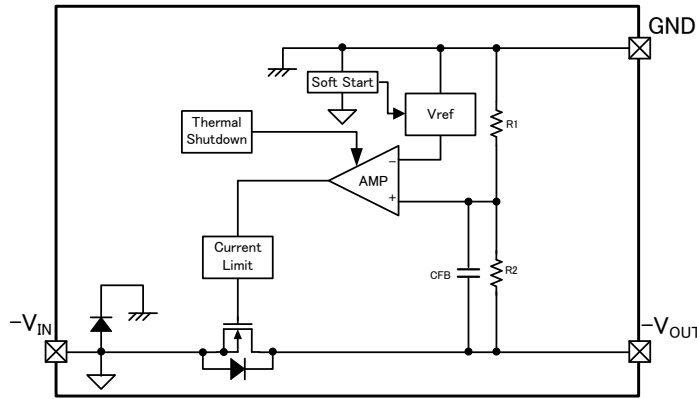 GND
Soft Start
Vref
R1
Thermal
Shutdown
−
AMP
+
Current
Limit
CFB
R2
−VIN
−VOUT